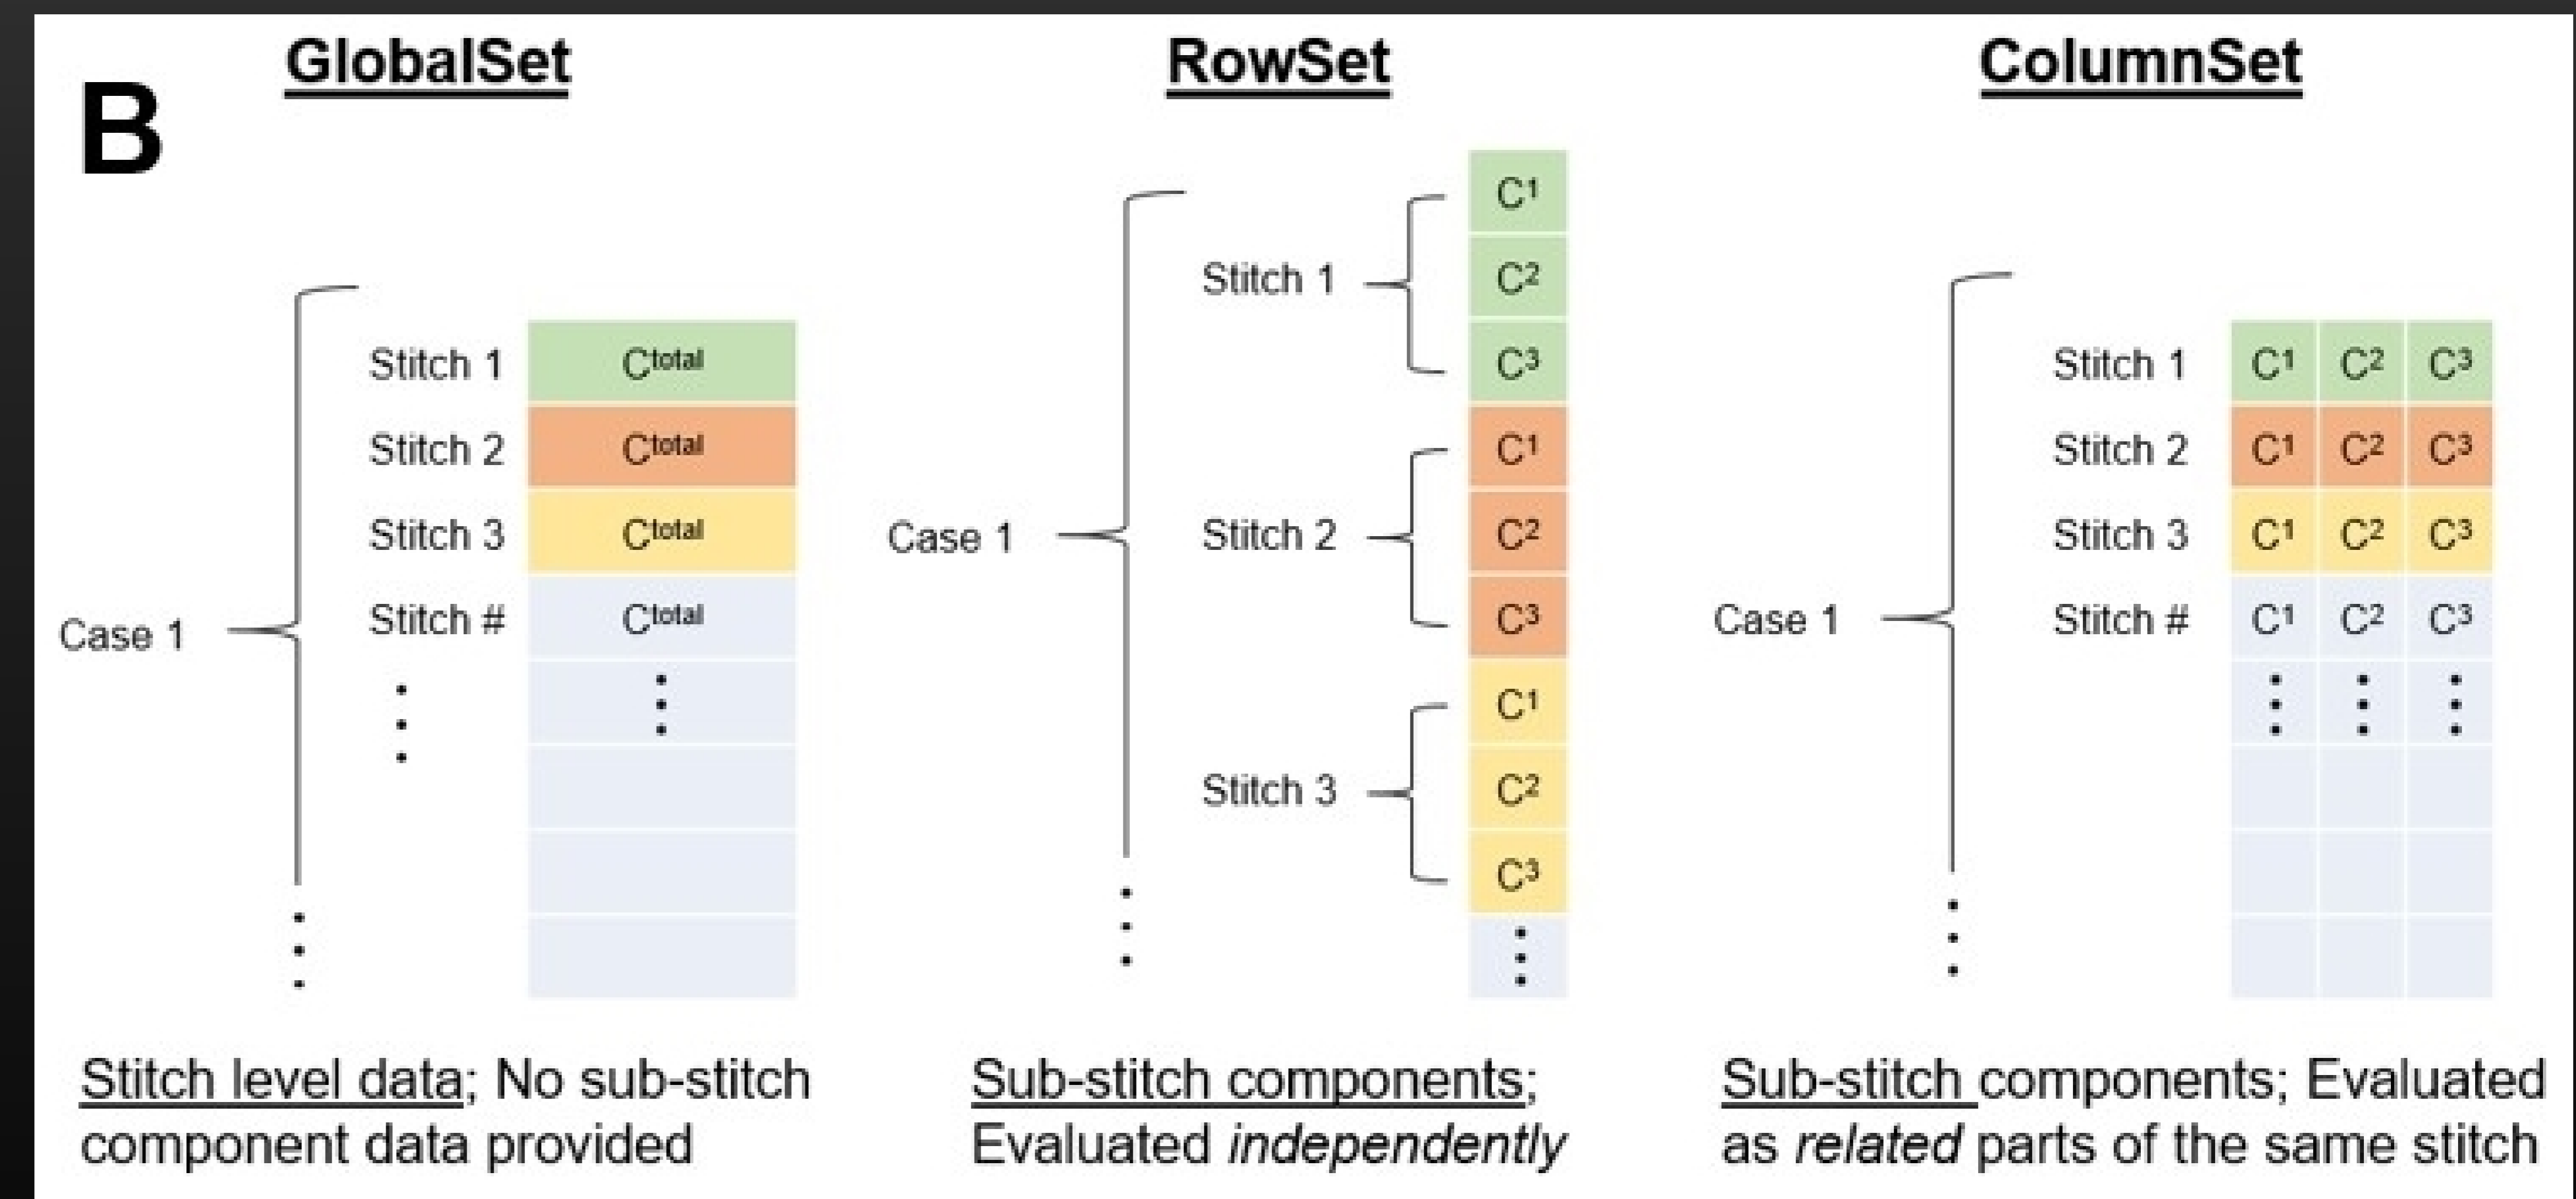 B
GlobalSet
Case 1
Stitch 1 Cᵗᵒᵗᵃˡ
Stitch 2 Cᵗᵒᵗᵃˡ
Stitch 3 Cᵗᵒᵗᵃˡ
Stitch # Cᵗᵒᵗᵃˡ
Stitch level data; No sub-stitch
component data provided
RowSet
Case 1
Stitch 1
C¹
C²
C³
Stitch 2
C¹
C²
C³
Stitch 3
C¹
C²
C³
Sub-stitch components;
Evaluated independently
ColumnSet
Case 1
Stitch 1 C¹ C² C³
Stitch 2 C¹ C² C³
Stitch 3 C¹ C² C³
Stitch # C¹ C² C³
Sub-stitch components; Evaluated
as related parts of the same stitch